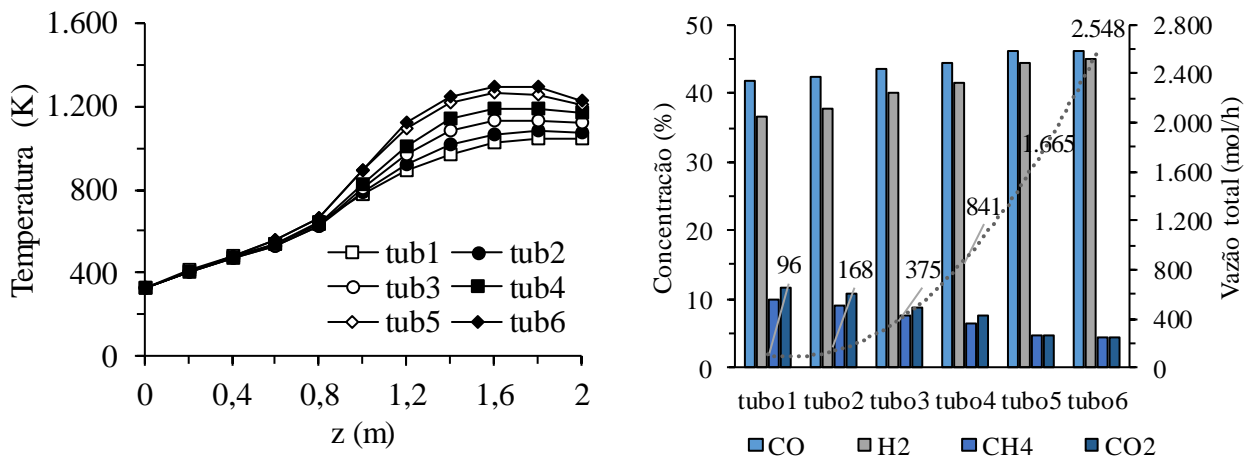 1.600
1.200
800
400
0
Temperatura (K)
0 0,4 0,8 1,2 1,6 2
z (m)
tub1 tub2
tub3 tub4
tub5 tub6
50
40
30
20
10
0
Concentracão (%)
2.800
2.400
2.000
1.600
1.200
800
400
0
Vazão total (mol/h)
96
168
375
841
1.665
2.548
tubo1 tubo2 tubo3 tubo4 tubo5 tubo6
CO H2 CH4 CO2